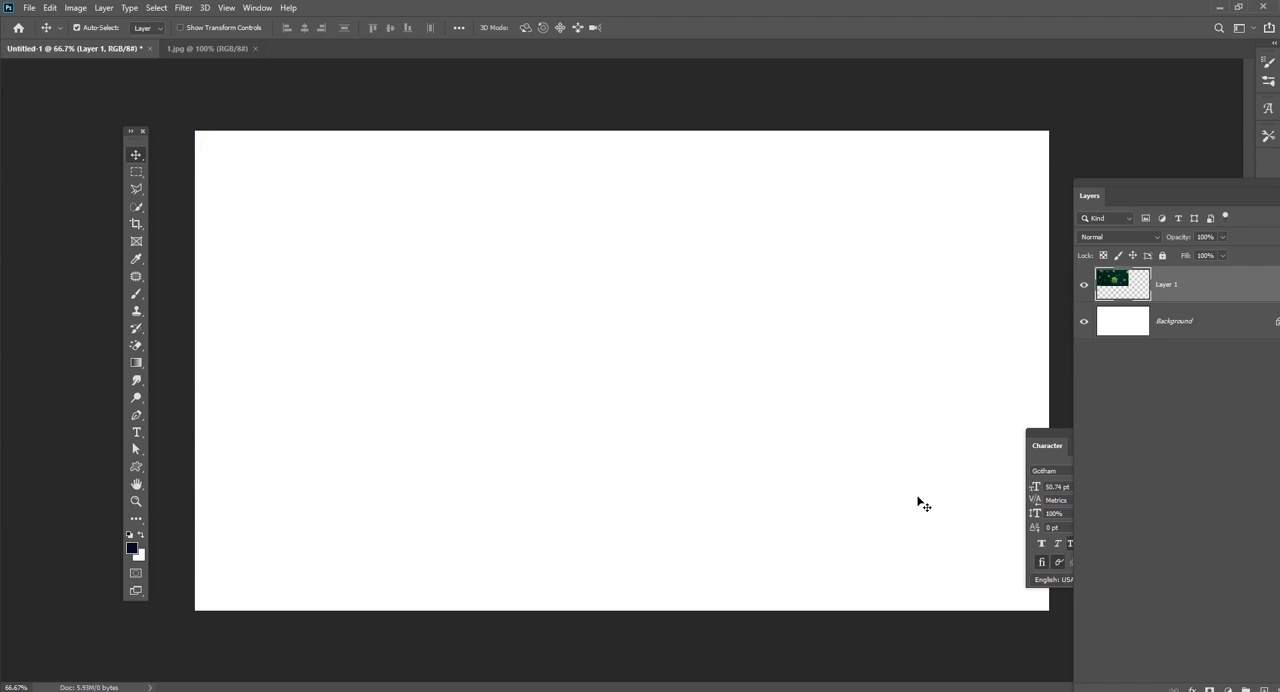 Ps File Edit Image Layer Type Select Filter 3D View Window Help
Auto-Select: Layer Show Transform Controls 3D Mode:
Untitled-1 @ 66.7% (Layer 1, RGB/8#) * × 1.jpg @ 100% (RGB/8#) ×
Layers
Kind
Normal Opacity: 100%
Lock: Fill: 100%
Layer 1
Background
Character
Gotham
50.74 pt
Metrics
100%
0 pt
T T T
fi
English: USA
66.67% Doc: 5.93M/0 bytes
fx